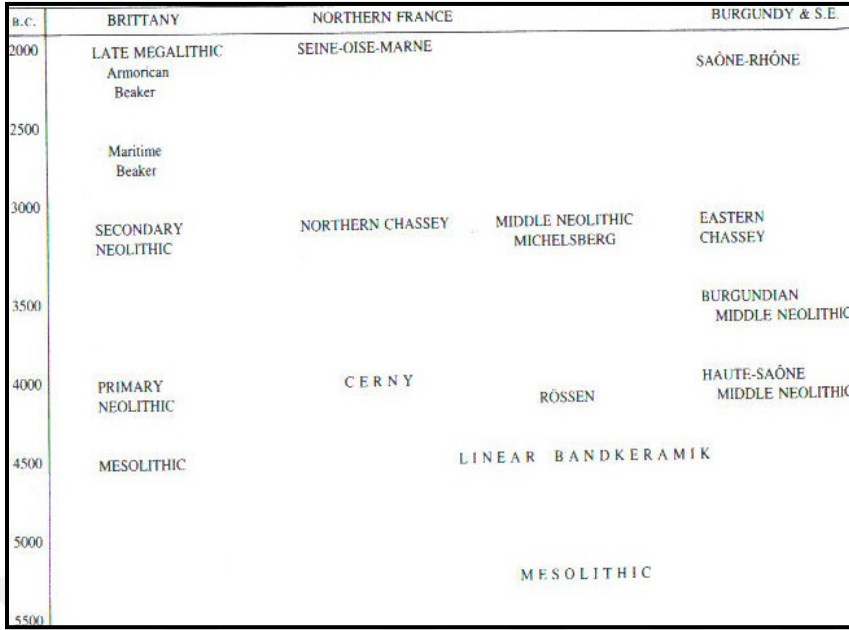 B.C. BRITTANY NORTHERN FRANCE BURGUNDY & S.E.
2000 LATE MEGALITHIC SEINE-OISE-MARNE SAÔNE-RHÔNE
Armorican
Beaker
2500
Maritime
Beaker
3000
SECONDARY NORTHERN CHASSEY MIDDLE NEOLITHIC EASTERN
NEOLITHIC MICHELSBERG CHASSEY
BURGUNDIAN
3500 MIDDLE NEOLITHIC
HAUTE-SAÔNE
4000 PRIMARY CERNY MIDDLE NEOLITHIC
NEOLITHIC RÖSSEN
4500 MESOLITHIC LINEAR BANDKERAMIK
5000
MESOLITHIC
5500